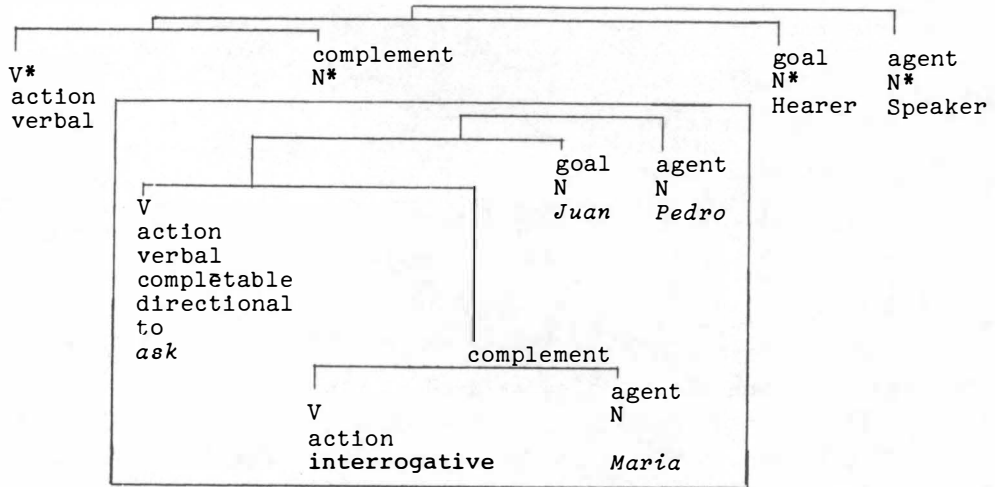 complement goal agent
V* N* N* N*
action Hearer Speaker
verbal
goal agent
N N
Juan Pedro
V
action
verbal
completable
directional
to
ask
complement
agent
V N
action
interrogative Maria